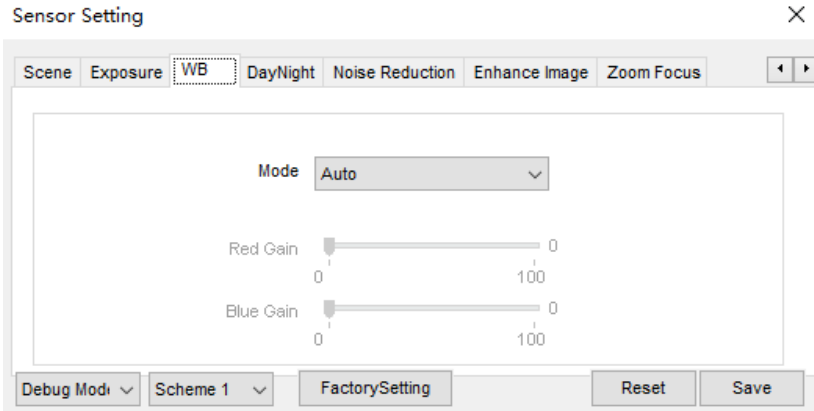 Sensor Setting
Scene Exposure WB DayNight Noise Reduction Enhance Image Zoom Focus
Mode Auto
Red Gain 0
0 100
Blue Gain 0
0 100
Debug Mod Scheme 1 FactorySetting Reset Save